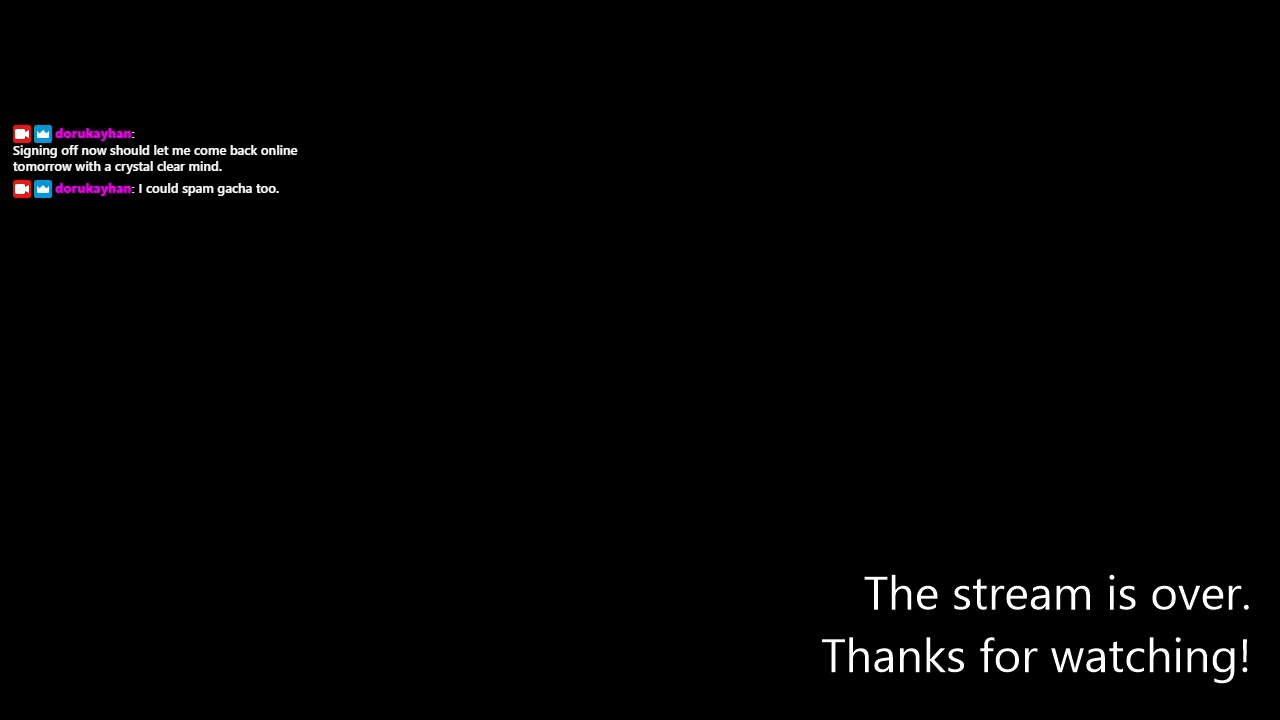 dorukayhan:
Signing off now should let me come back online
tomorrow with a crystal clear mind.
dorukayhan: I could spam gacha too.
The stream is over.
Thanks for watching!